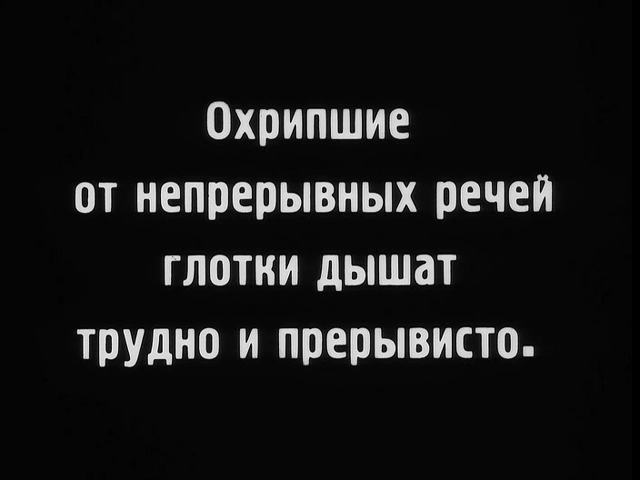 Охрипшие
от непрерывных речей
глотки дышат
трудно и прерывисто.